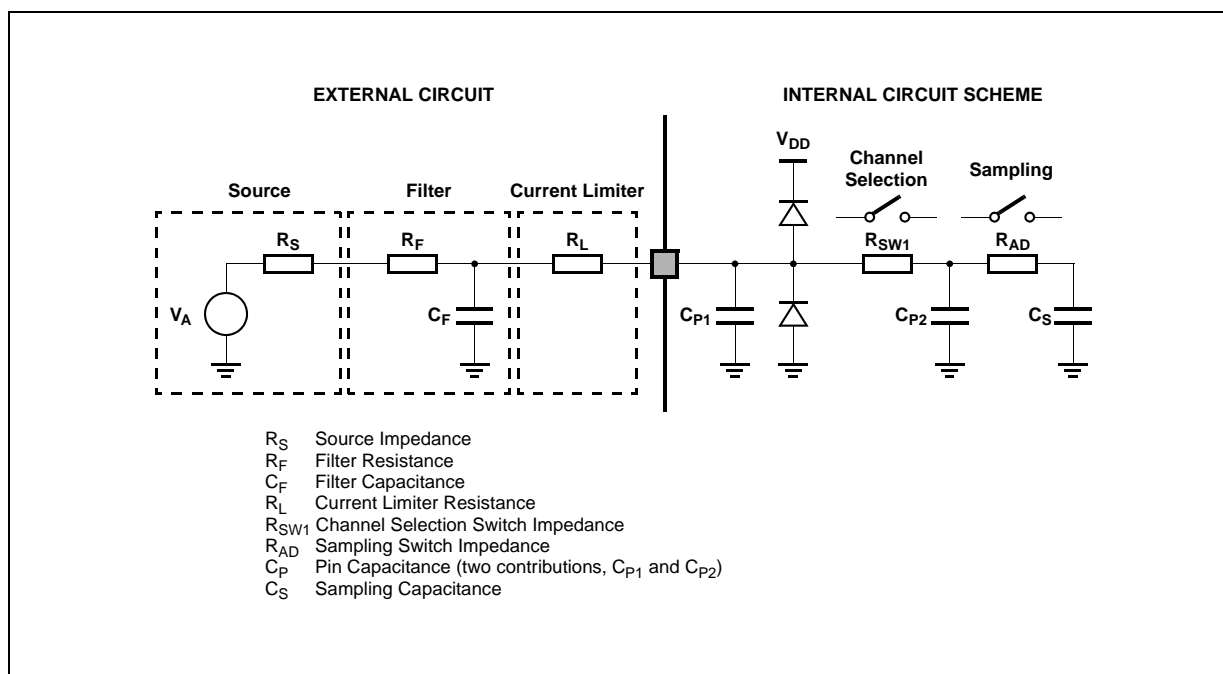 EXTERNAL CIRCUIT
INTERNAL CIRCUIT SCHEME
VDD
Channel
Selection
Sampling
Source
Filter
Current Limiter
RS
RF
RL
RSW1
RAD
VA
CF
CP1
CP2
CS
RS Source Impedance
RF Filter Resistance
CF Filter Capacitance
RL Current Limiter Resistance
RSW1 Channel Selection Switch Impedance
RAD Sampling Switch Impedance
CP Pin Capacitance (two contributions, CP1 and CP2)
CS Sampling Capacitance